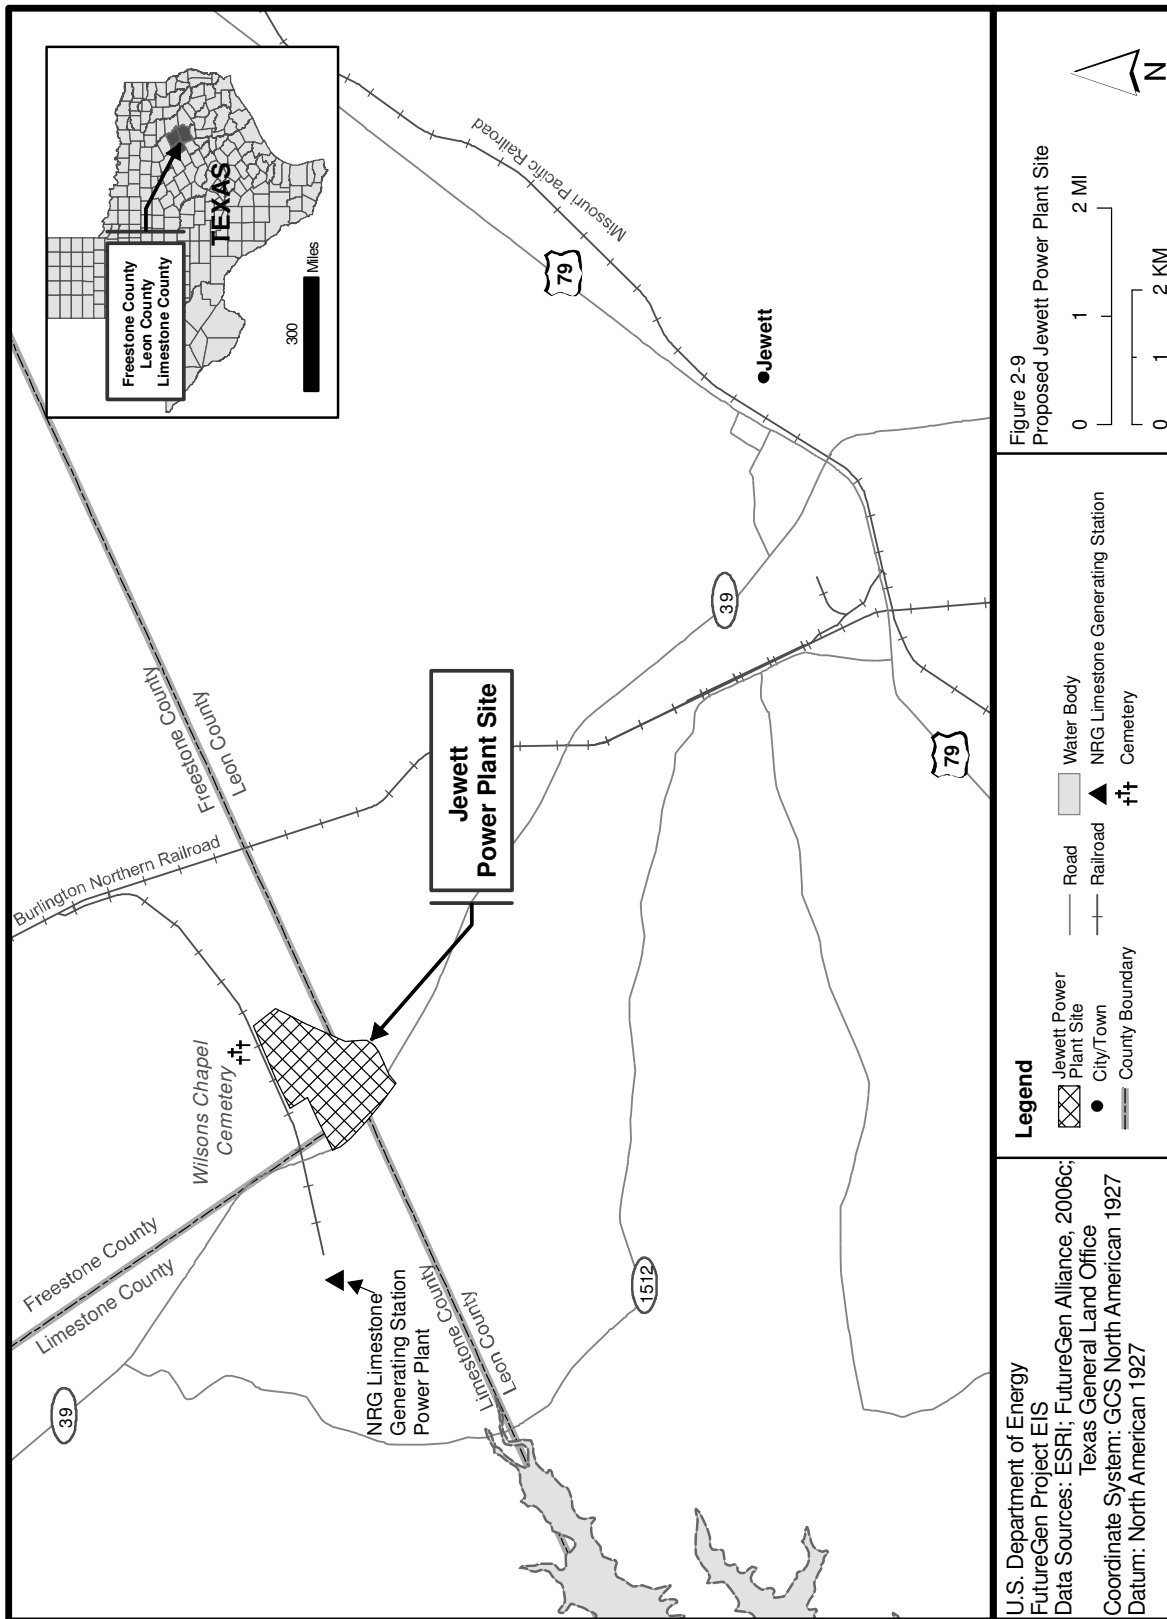 Freestone County
Leon County
Limestone County
TEXAS
300
Miles
39
Freestone County
Limestone County
Wilsons Chapel
Cemetery
Burlington Northern Railroad
Freestone County
Leon County
NRG Limestone
Generating Station
Power Plant
Limestone County
Leon County
Jewett
Power Plant Site
1512
39
79
Missouri Pacific Railroad
Jewett
79
U.S. Department of Energy
FutureGen Project EIS
Data Sources: ESRI; FutureGen Alliance, 2006c;
Texas General Land Office
Coordinate System: GCS North American 1927
Datum: North American 1927
Legend
Jewett Power
Plant Site
City/Town
County Boundary
Road
Railroad
Water Body
NRG Limestone Generating Station
Cemetery
Figure 2-9
Proposed Jewett Power Plant Site
0 1 2 MI
0 1 2 KM
N